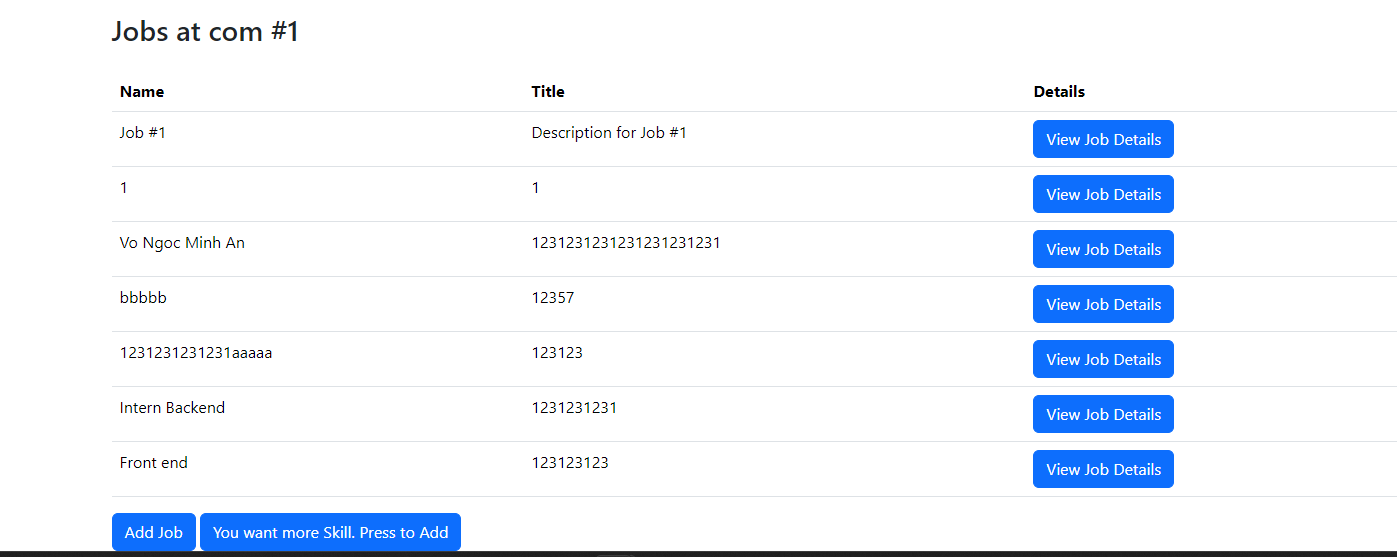 Jobs at com #1
Name Title Details
Job #1 Description for Job #1 View Job Details
1 1 View Job Details
Vo Ngoc Minh An 1231231231231231231231 View Job Details
bbbbb 12357 View Job Details
1231231231231aaaaa 123123 View Job Details
Intern Backend 1231231231 View Job Details
Front end 123123123 View Job Details
Add Job You want more Skill. Press to Add